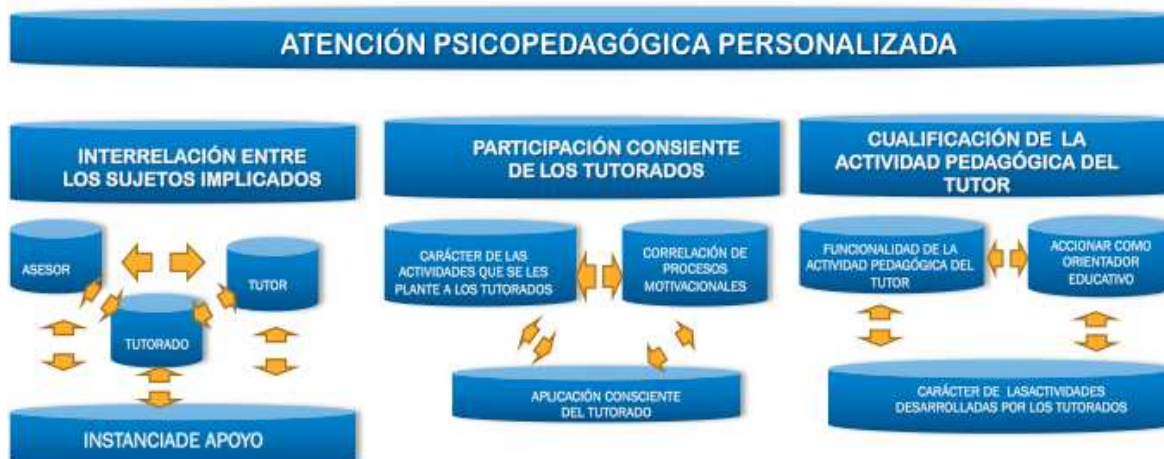 ATENCIÓN PSICOPEDAGÓGICA PERSONALIZADA
INTERRELACIÓN ENTRE
LOS SUJETOS IMPLICADOS
ASESOR
TUTOR
TUTORADO
INSTANCIADE APOYO
PARTICIPACIÓN CONSIENTE
DE LOS TUTORADOS
CARÁCTER DE LAS
ACTIVIDADES QUE SE LES
PLANTE A LOS TUTORADOS
CORRELACIÓN DE
PROCESOS
MOTIVACIONALES
APLICACIÓN CONSCIENTE
DEL TUTORADO
CUALIFICACIÓN DE LA
ACTIVIDAD PEDAGÓGICA DEL
TUTOR
FUNCIONALIDAD DE LA
ACTIVIDAD PEDAGÓGICA DEL
TUTOR
ACCIONAR COMO
ORIENTADOR
EDUCATIVO
CARÁCTER DE LASACTIVIDADES
DESARROLLADAS POR LOS TUTORADOS